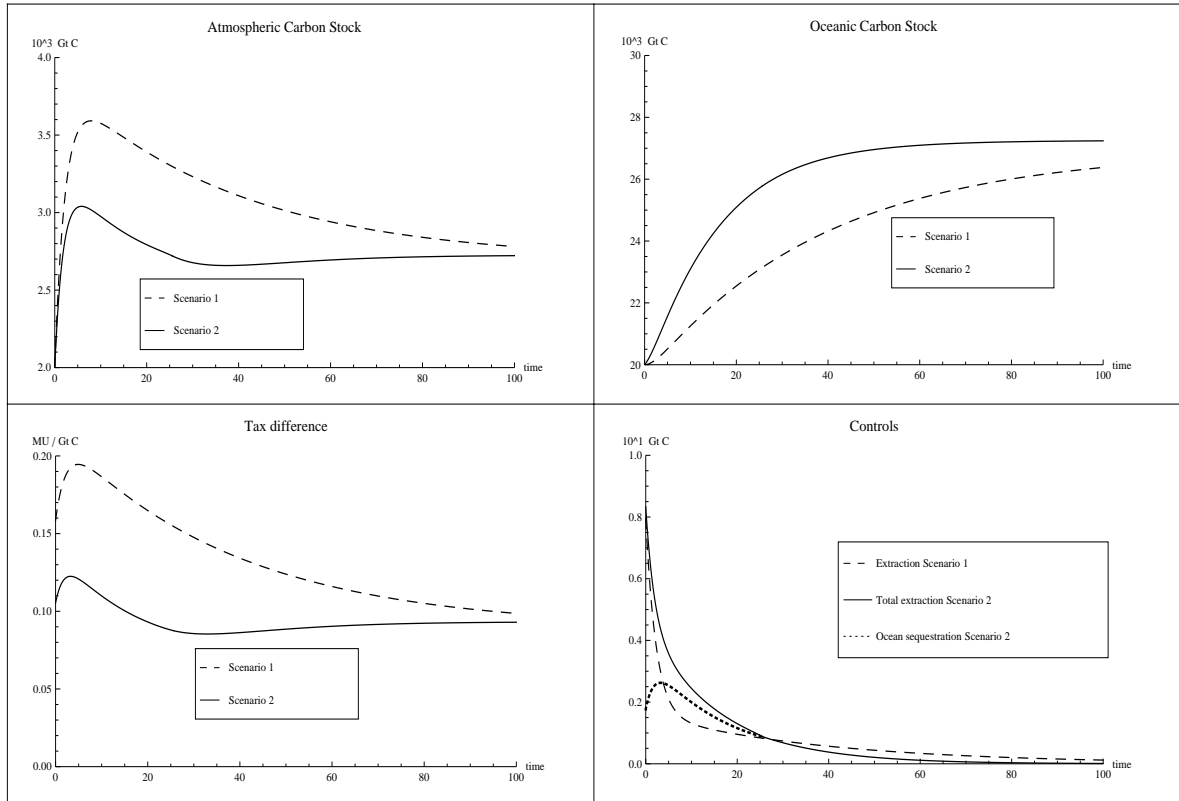 Atmospheric Carbon Stock
10^3 Gt C
4.0
3.5
3.0
2.5
2.0
0 20 40 60 80 100 time
Scenario 1
Scenario 2
Oceanic Carbon Stock
10^3 Gt C
30
28
26
24
22
20
0 20 40 60 80 100 time
Scenario 1
Scenario 2
Tax difference
MU / Gt C
0.20
0.15
0.10
0.05
0.00
0 20 40 60 80 100 time
Scenario 1
Scenario 2
Controls
10^1 Gt C
1.0
0.8
0.6
0.4
0.2
0.0
0 20 40 60 80 100 time
Extraction Scenario 1
Total extraction Scenario 2
Ocean sequestration Scenario 2